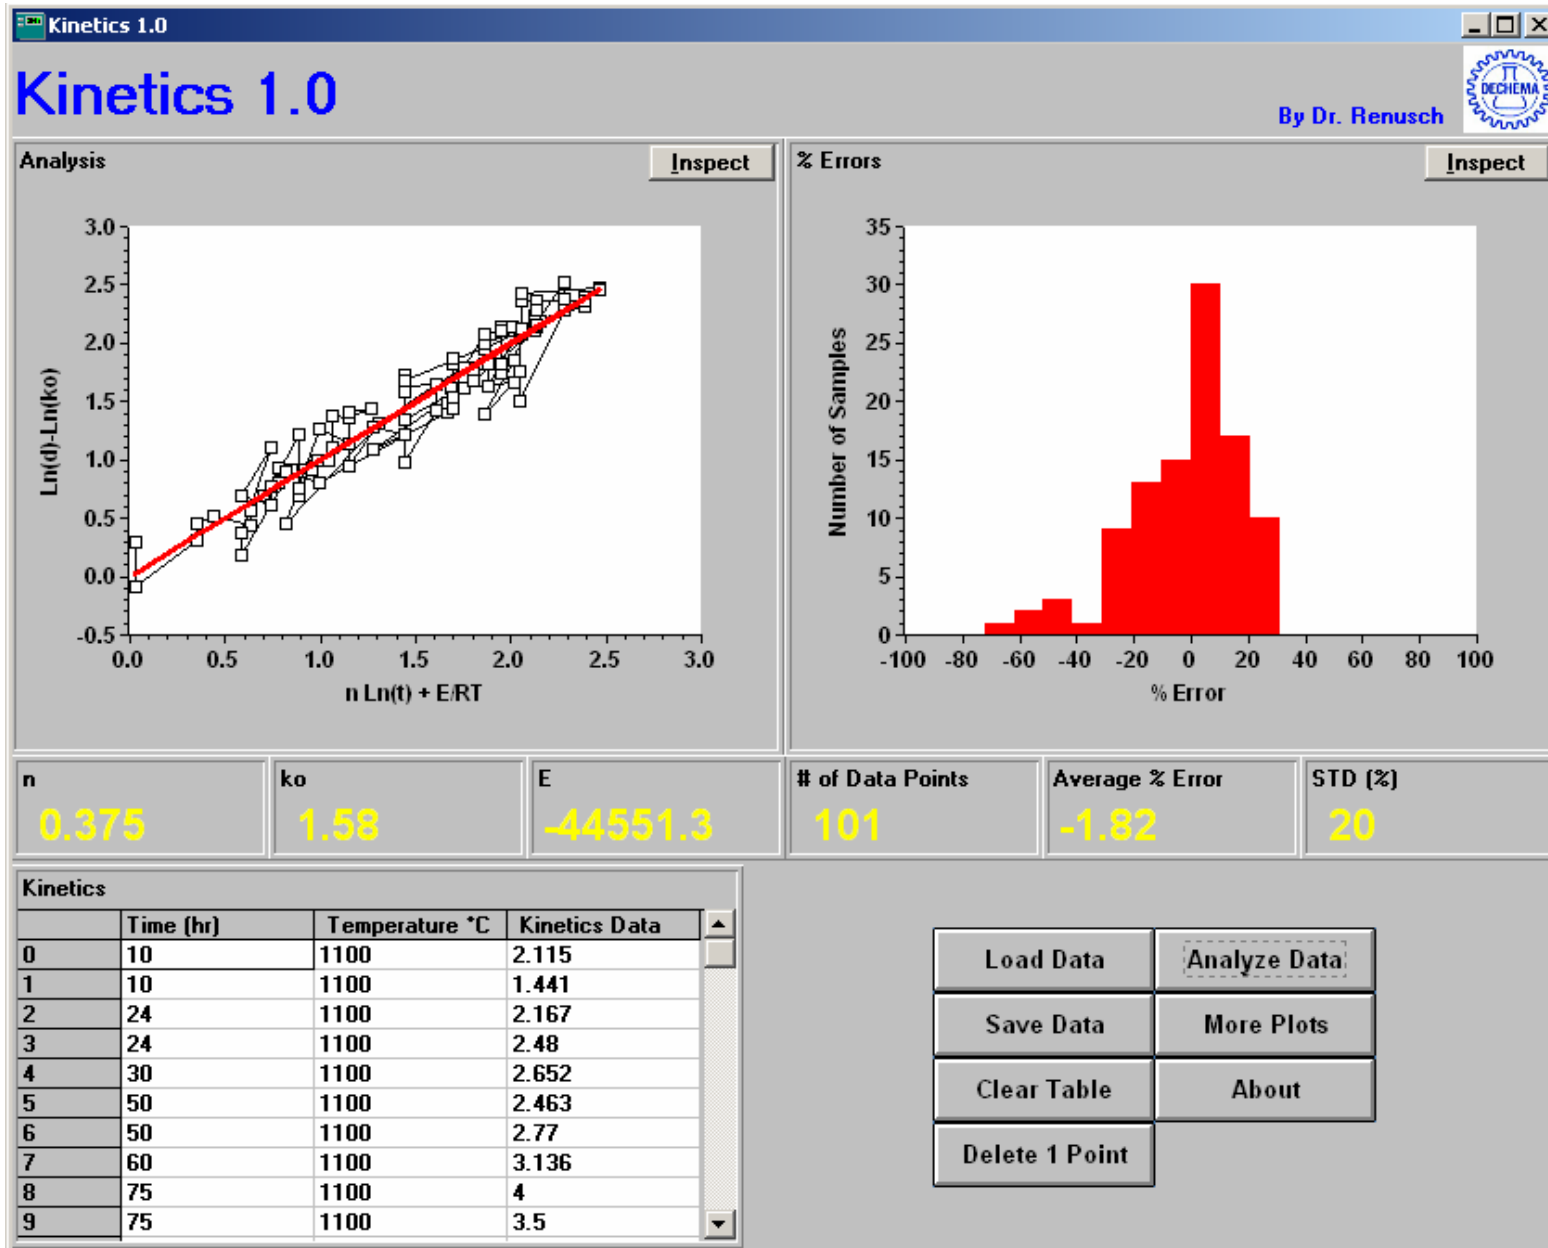 Kinetics 1.0
Kinetics 1.0
By Dr. Renusch
DECHEMA
Analysis
Inspect
3.0
2.5
2.0
1.5
1.0
0.5
0.0
-0.5
Ln(d)-Ln(ko)
0.0 0.5 1.0 1.5 2.0 2.5 3.0
n Ln(t) + E/RT
% Errors
Inspect
35
30
25
20
15
10
5
0
Number of Samples
-100 -80 -60 -40 -20 0 20 40 60 80 100
% Error
n
0.375
ko
1.58
E
-44551.3
# of Data Points
101
Average % Error
-1.82
STD (%)
20
Kinetics
Time (hr) Temperature *C Kinetics Data
0 10 1100 2.115
1 10 1100 1.441
2 24 1100 2.167
3 24 1100 2.48
4 30 1100 2.652
5 50 1100 2.463
6 50 1100 2.77
7 60 1100 3.136
8 75 1100 4
9 75 1100 3.5
Load Data Analyze Data
Save Data More Plots
Clear Table About
Delete 1 Point